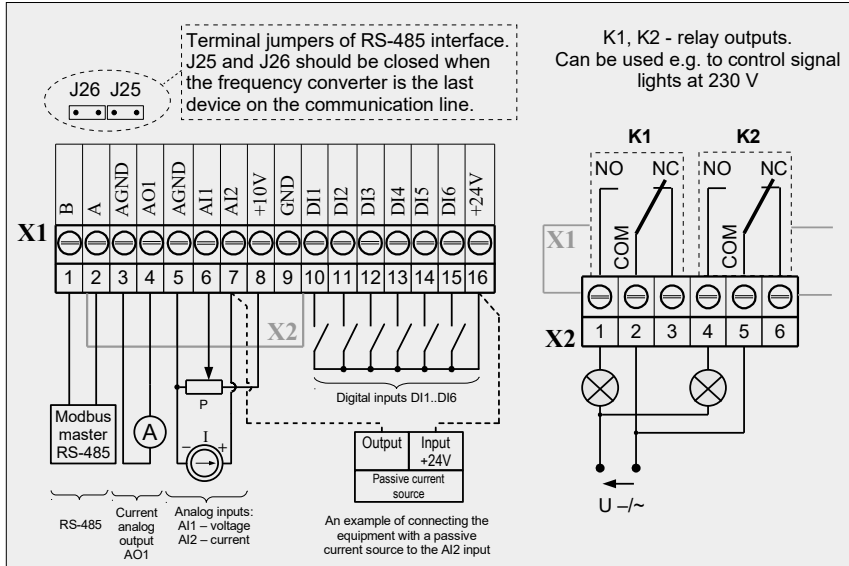 Terminal jumpers of RS-485 interface.
J25 and J26 should be closed when
the frequency converter is the last
device on the communication line.
J26 J25
K1, K2 - relay outputs.
Can be used e.g. to control signal
lights at 230 V
B
A
AGND
AO1
AGND
AI1
AI2
+10V
GND
DI1
DI2
DI3
DI4
DI5
DI6
+24V
X1
1 2 3 4 5 6 7 8 9 10 11 12 13 14 15 16
X2
P
Digital inputs DI1..DI6
Modbus
master
RS-485
A
I
– +
Output
Input
+24V
Passive current
source
RS-485
Current
analog
output
AO1
Analog inputs:
AI1 – voltage
AI2 – current
An example of connecting the
equipment with a passive
current source to the AI2 input
K1 K2
NO NC NO NC
COM COM
X1
X2
1 2 3 4 5 6
U –/~